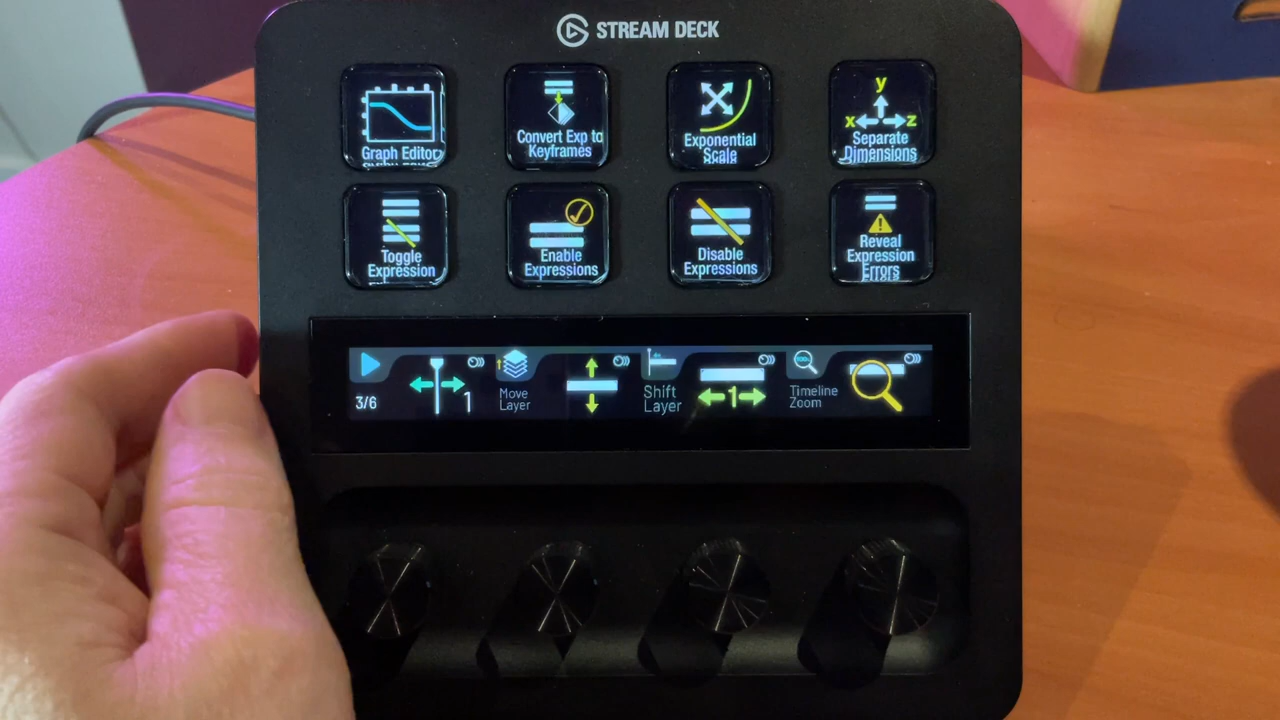 STREAM DECK
Graph Editor
Convert Exp to
Keyframes
Exponential
Scale
y
x z
Separate
Dimensions
Toggle
Expression
Enable
Expressions
Disable
Expressions
Reveal
Expression
Errors
3/6
1
Move
Layer
Shift
Layer
1
Timeline
Zoom